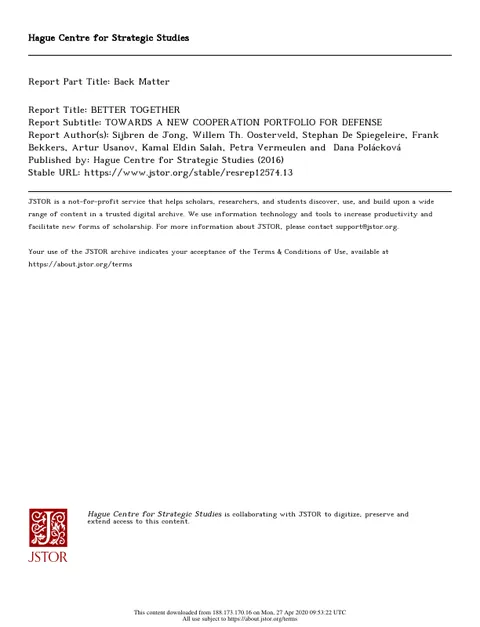 Hague Centre for Strategic Studies
Report Part Title: Back Matter
Report Title: BETTER TOGETHER
Report Subtitle: TOWARDS A NEW COOPERATION PORTFOLIO FOR DEFENSE
Report Author(s): Sijbren de Jong, Willem Th. Oosterveld, Stephan De Spiegeleire, Frank
Bekkers, Artur Usanov, Kamal Eldin Salah, Petra Vermeulen and  Dana Polácková
Published by: Hague Centre for Strategic Studies (2016)
Stable URL: https://www.jstor.org/stable/resrep12574.13
JSTOR is a not-for-profit service that helps scholars, researchers, and students discover, use, and build upon a wide
range of content in a trusted digital archive. We use information technology and tools to increase productivity and
facilitate new forms of scholarship. For more information about JSTOR, please contact support@jstor.org.
Your use of the JSTOR archive indicates your acceptance of the Terms & Conditions of Use, available at
https://about.jstor.org/terms
Hague Centre for Strategic Studies is collaborating with JSTOR to digitize, preserve and
extend access to this content.
JSTOR
This content downloaded from 188.173.170.16 on Mon, 27 Apr 2020 09:53:22 UTC
All use subject to https://about.jstor.org/terms